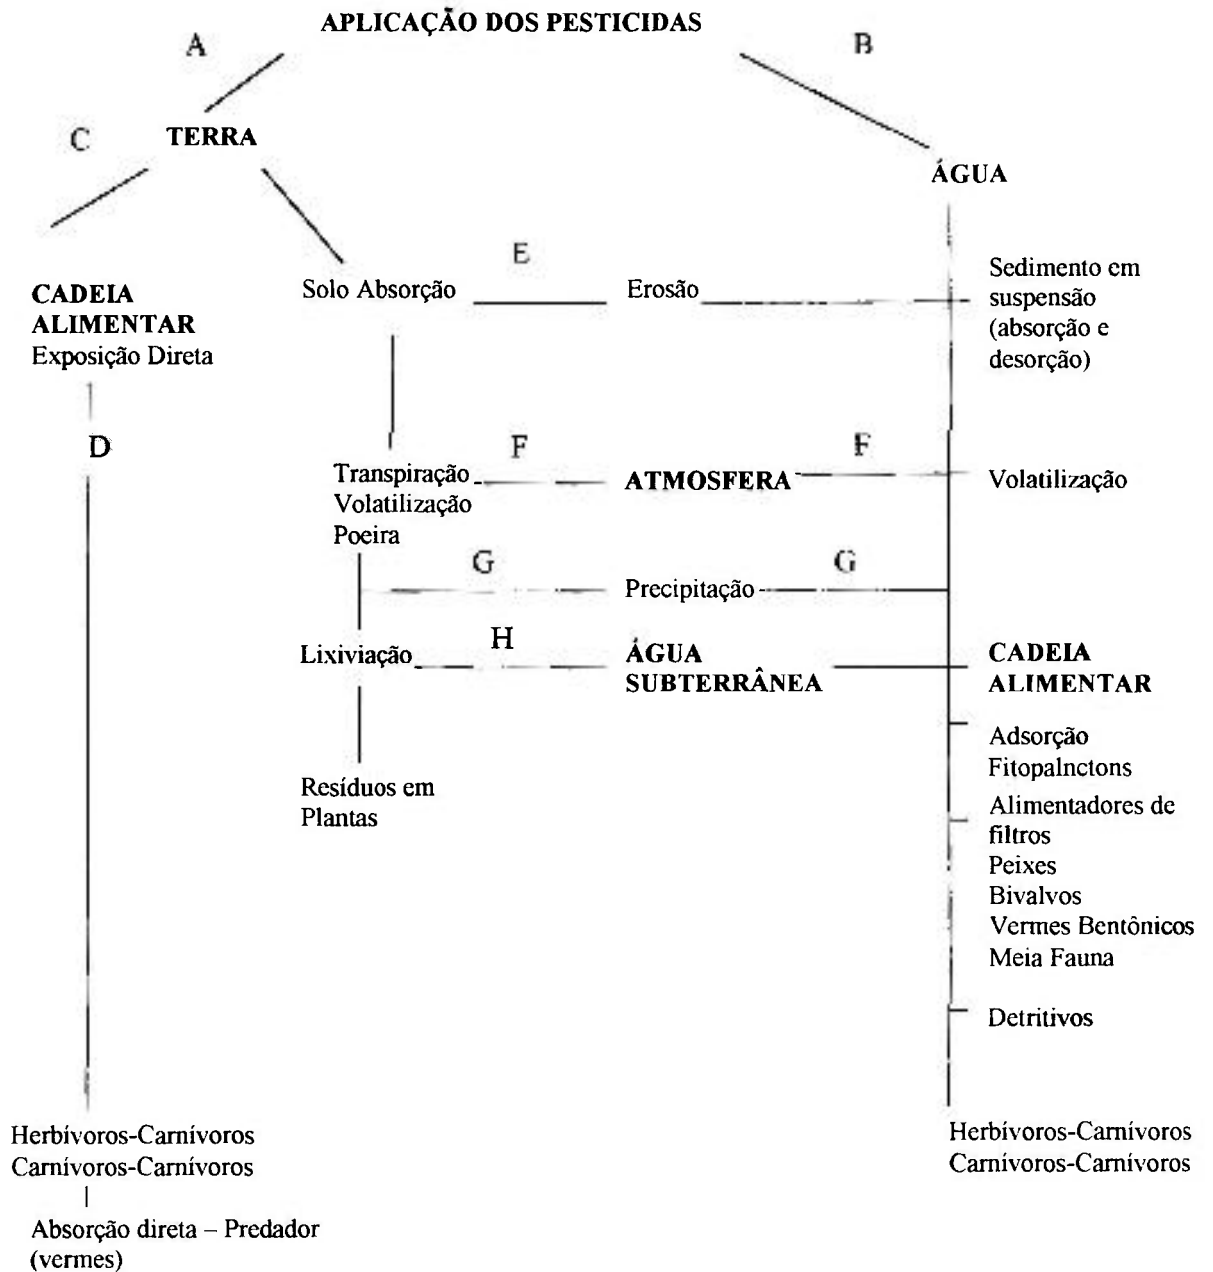 APLICAÇÃO DOS PESTICIDAS
A
B
C
TERRA
ÁGUA
E
Solo Absorção
Erosão
Sedimento em
suspensão
(absorção e
desorção)
CADEIA
ALIMENTAR
Exposição Direta
D
F
F
Transpiração
Volatilização
Poeira
ATMOSFERA
Volatilização
G
G
Precipitação
H
Lixiviação
ÁGUA
SUBTERRÂNEA
CADEIA
ALIMENTAR
Adsorção
Fitopalnctons
Resíduos em
Plantas
Alimentadores de
filtros
Peixes
Bivalvos
Vermes Bentônicos
Meia Fauna
Detritivos
Herbívoros-Carnívoros
Carnívoros-Carnívoros
Herbívoros-Carnívoros
Carnívoros-Carnívoros
Absorção direta – Predador
(vermes)